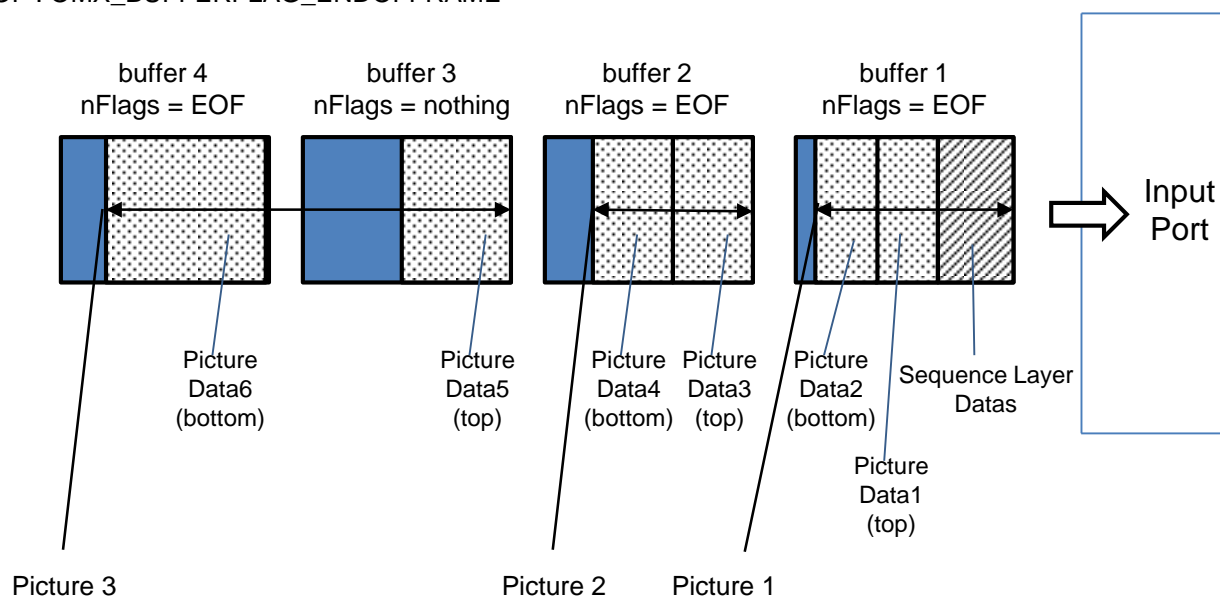 buffer 4
nFlags = EOF
buffer 3
nFlags = nothing
buffer 2
nFlags = EOF
buffer 1
nFlags = EOF
Input
Port
Picture
Data6
(bottom)
Picture
Data5
(top)
Picture
Data4
(bottom)
Picture
Data3
(top)
Picture
Data2
(bottom)
Sequence Layer
Datas
Picture
Data1
(top)
Picture 3
Picture 2
Picture 1